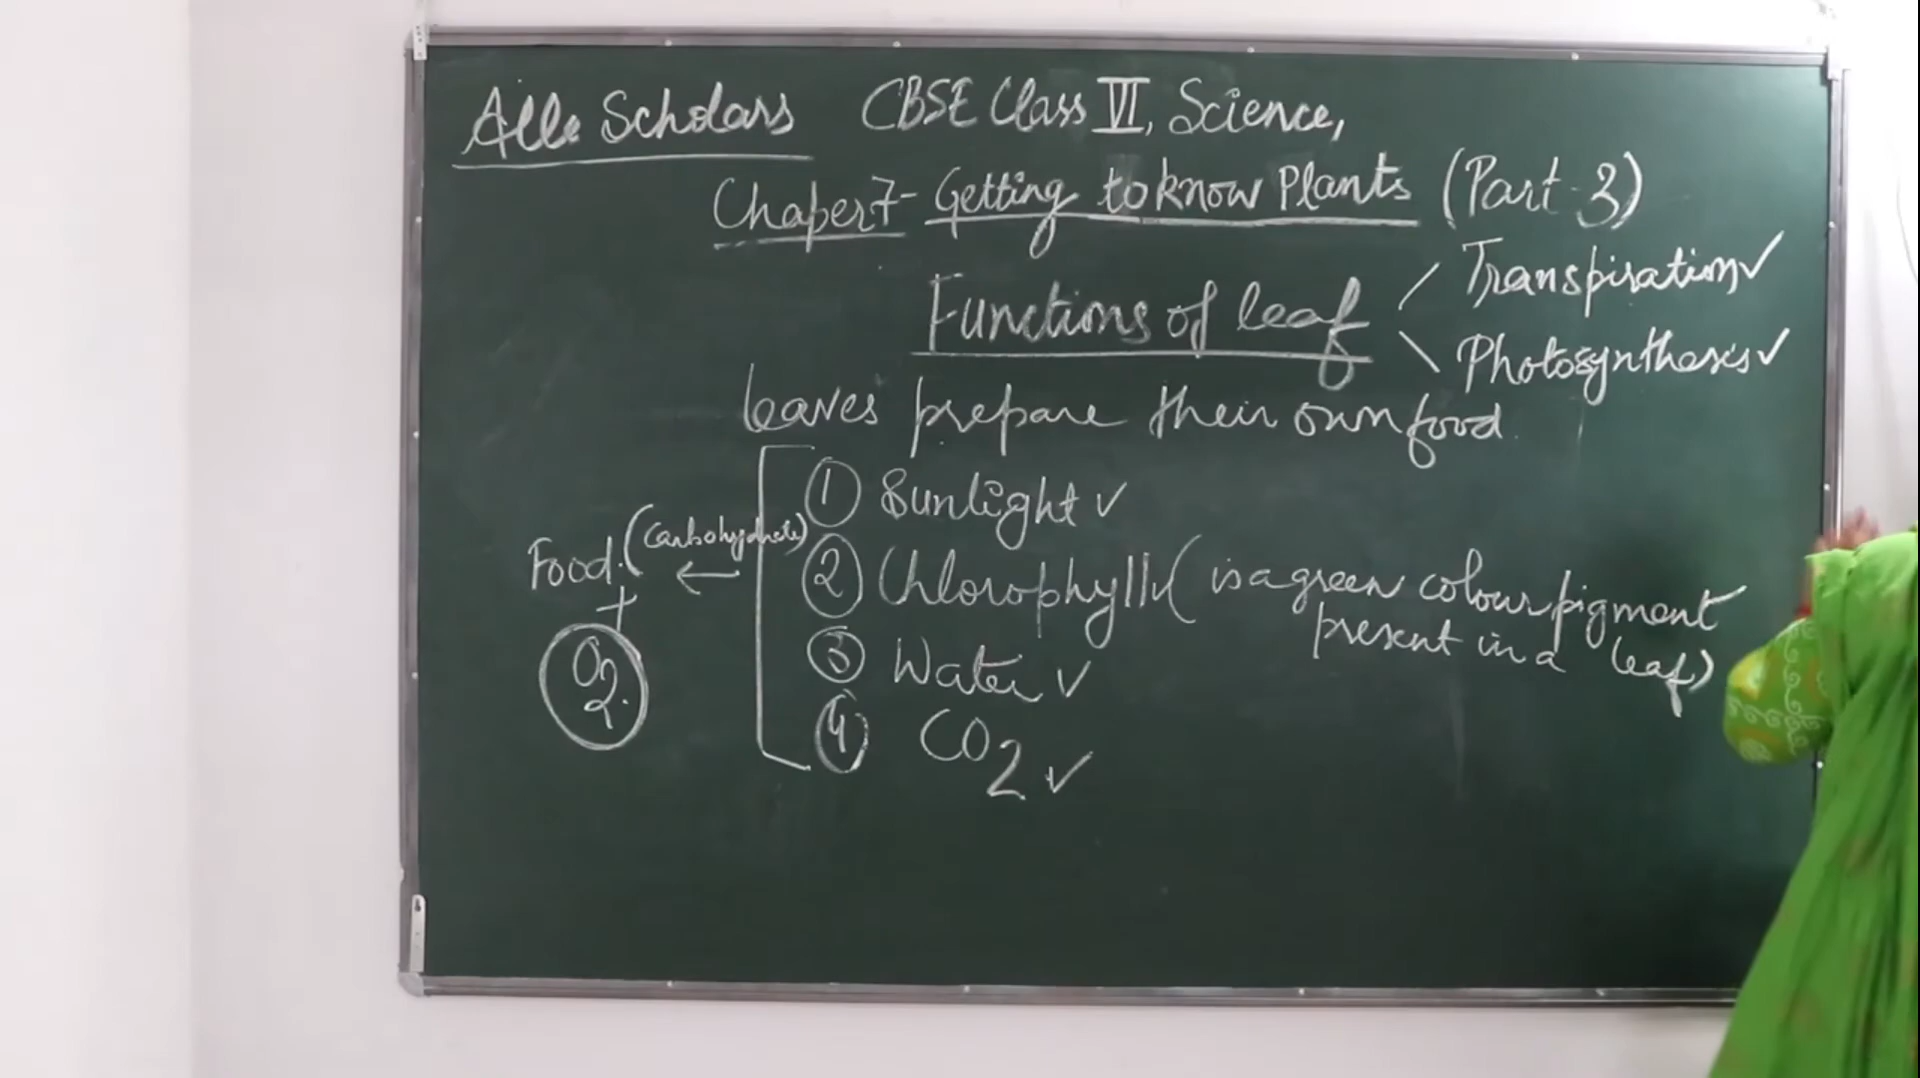 Alle Scholars CBSE Class VI, Science,
Chaper 7 - Getting to know Plants (Part - 3)
Functions of leaf
Transpiration ✓
Photosynthesis ✓
leaves prepare their own food.
① Sunlight ✓
② Chlorophyll ✓ (is a green colour pigment
present in a leaf)
③ Water ✓
④ CO2 ✓
← Food. (Carbohydrate)
+
O2.